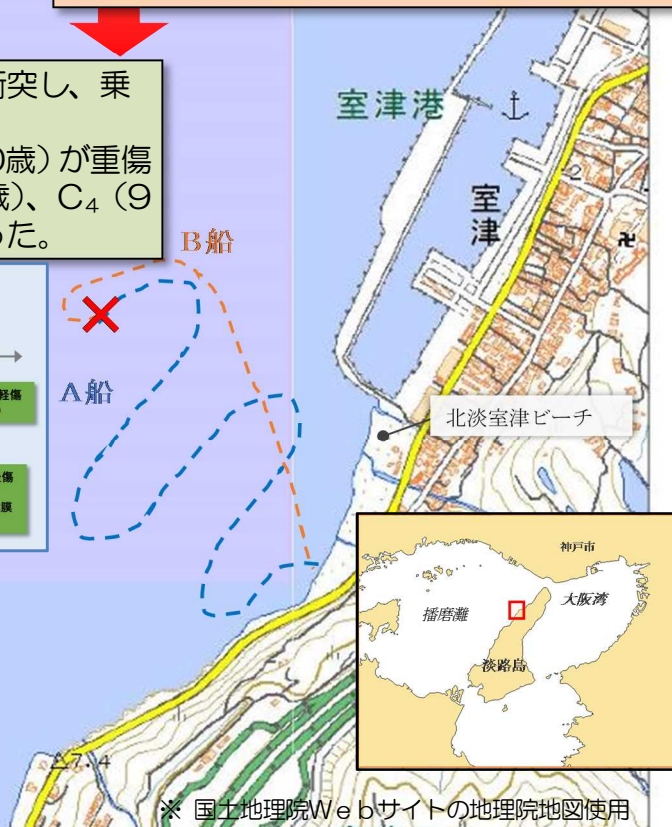 衝突し、乗
0歳)が重傷
歳)、C₄(9
った。
室津港
室津
2
卍
B船
A船
軽傷
傷
膜
北淡室津ビーチ
神戸市
播磨灘
大阪湾
淡路島
7.4
※ 国土地理院Webサイトの地理院地図使用